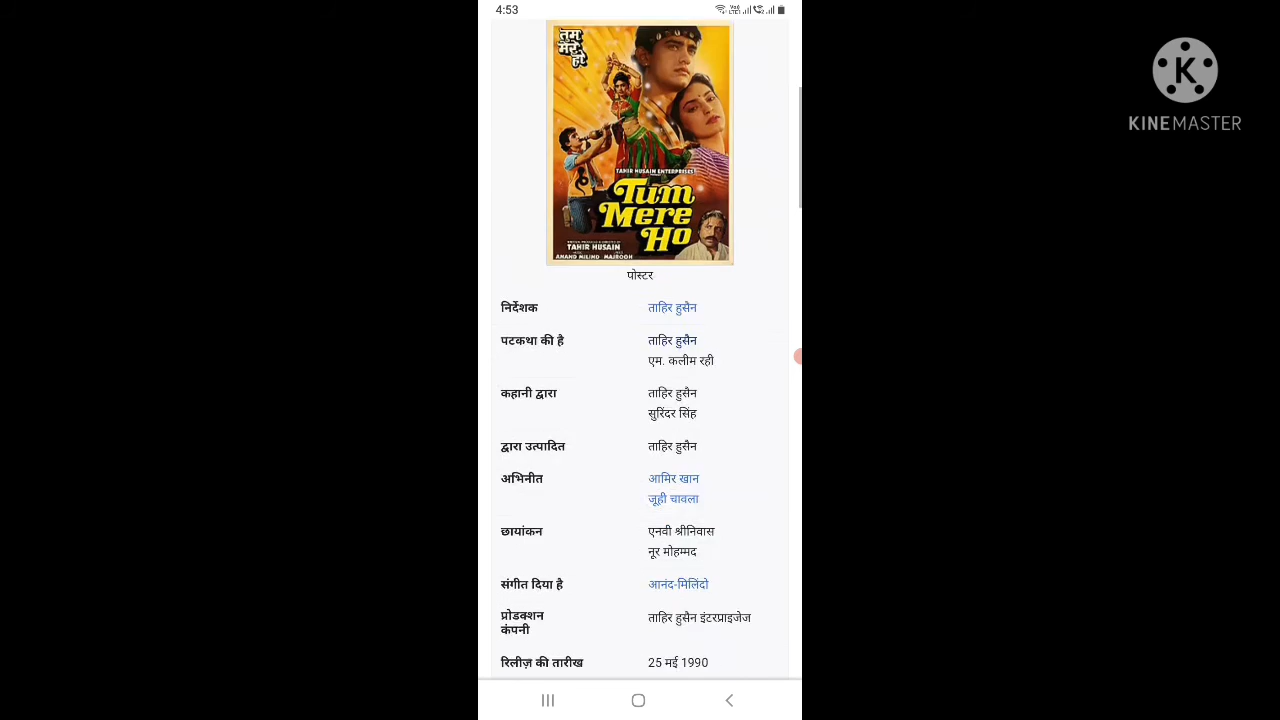 4:53
तुम
मेरे
हो
TAHIR HUSAIN ENTERPRISES
Tum
Mere
Ho
TAHIR HUSAIN
ANAND MILIND MAJROOH
पोस्टर
निर्देशक ताहिर हुसैन
पटकथा की है ताहिर हुसैन
एम. कलीम रही
कहानी द्वारा ताहिर हुसैन
सुरिंदर सिंह
द्वारा उत्पादित ताहिर हुसैन
अभिनीत आमिर खान
जूही चावला
छायांकन एनवी श्रीनिवास
नूर मोहम्मद
संगीत दिया है आनंद-मिलिंदो
प्रोडक्शन
कंपनी ताहिर हुसैन इंटरप्राइजेज
रिलीज़ की तारीख 25 मई 1990
K
KINEMASTER